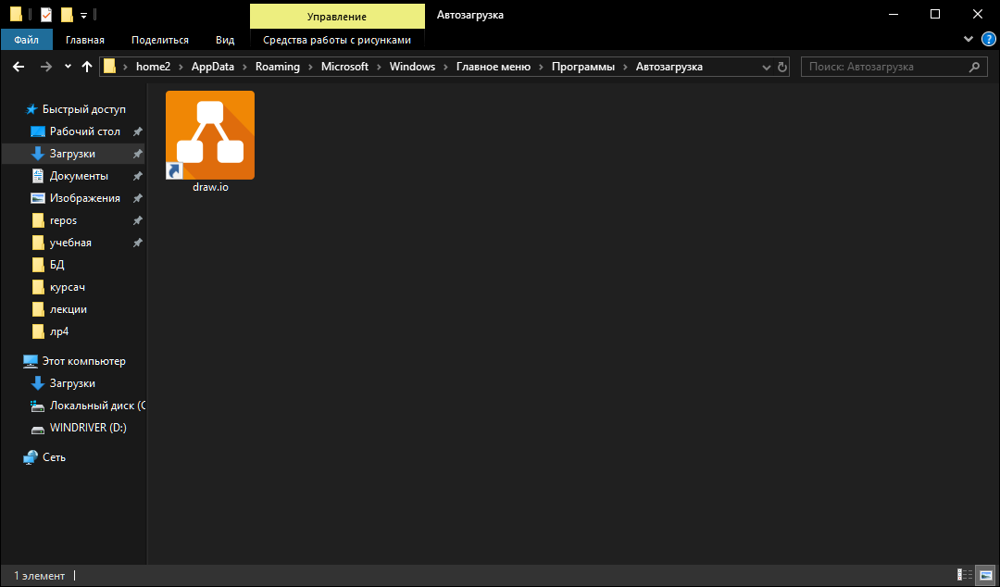 Управление
Автозагрузка
Файл
Главная
Поделиться
Вид
Средства работы с рисунками
?
home2 > AppData > Roaming > Microsoft > Windows > Главное меню > Программы > Автозагрузка
Поиск: Автозагрузка
Быстрый доступ
Рабочий стол
Загрузки
Документы
Изображения
repos
учебная
БД
курсач
лекции
лр4
Этот компьютер
Загрузки
Локальный диск (C
WINDRIVER (D:)
Сеть
draw.io
1 элемент